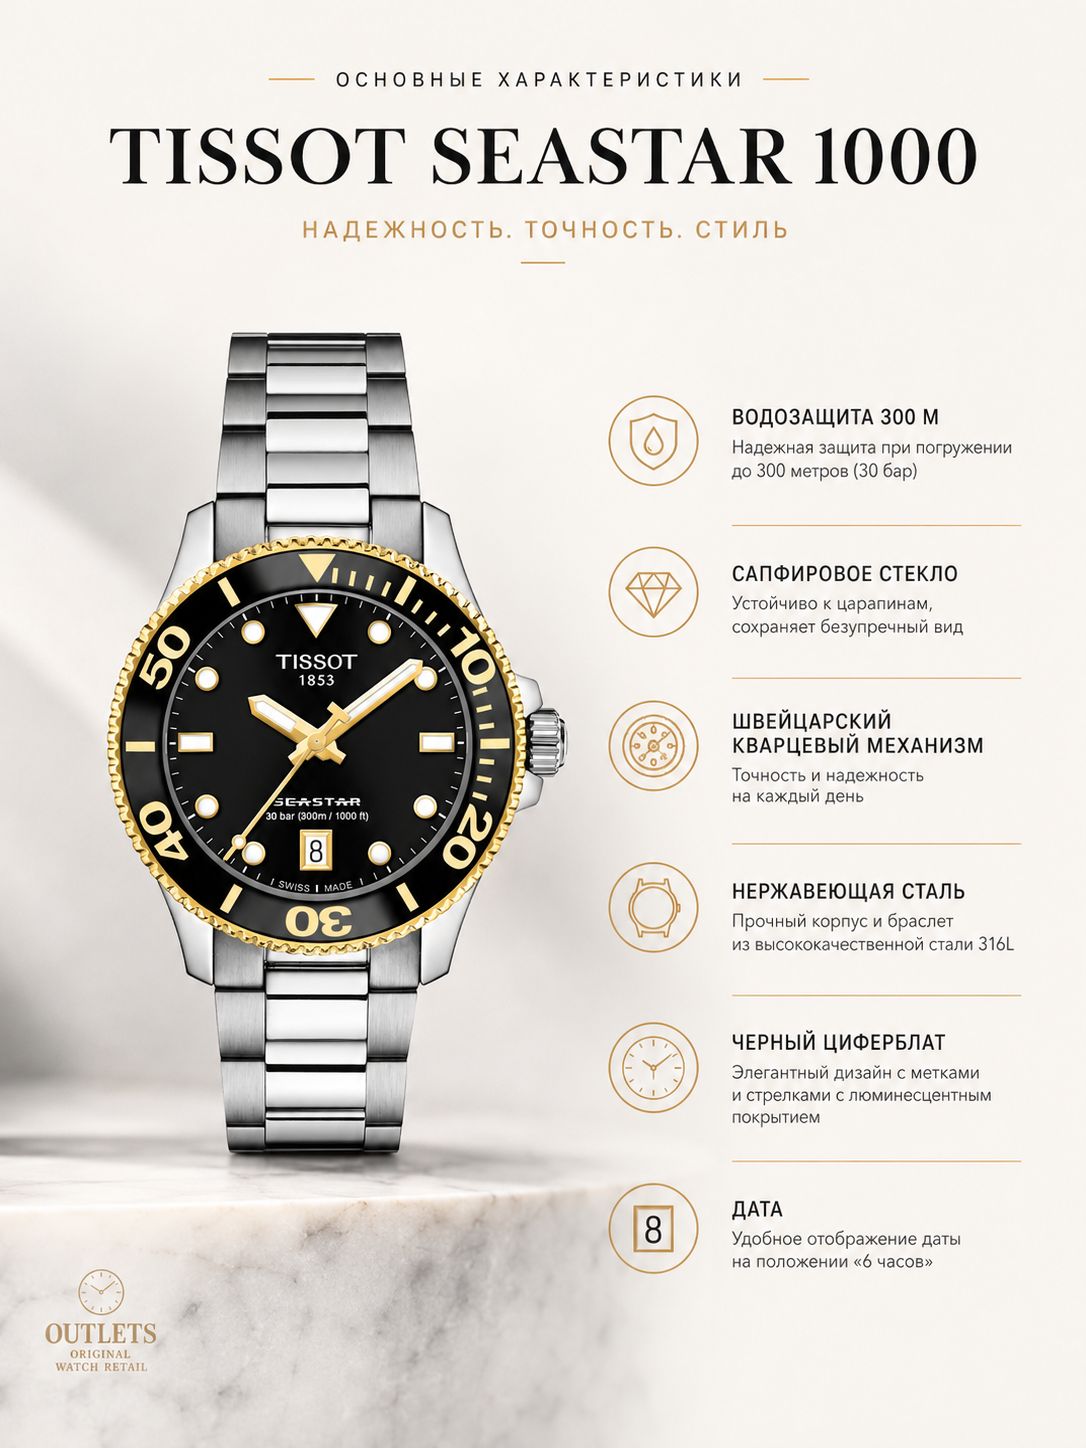 ОСНОВНЫЕ ХАРАКТЕРИСТИКИ
TISSOT SEASTAR 1000
НАДЕЖНОСТЬ. ТОЧНОСТЬ. СТИЛЬ
ВОДОЗАЩИТА 300 М
Надежная защита при погружении
до 300 метров (30 бар)
САПФИРОВОЕ СТЕКЛО
Устойчиво к царапинам,
сохраняет безупречный вид
ШВЕЙЦАРСКИЙ
КВАРЦЕВЫЙ МЕХАНИЗМ
Точность и надежность
на каждый день
НЕРЖАВЕЮЩАЯ СТАЛЬ
Прочный корпус и браслет
из высококачественной стали 316L
ЧЕРНЫЙ ЦИФЕРБЛАТ
Элегантный дизайн с метками
и стрелками с люминесцентным
покрытием
8
ДАТА
Удобное отображение даты
на положении «6 часов»
10
20
30
40
50
TISSOT
1853
SEASTAR
30 bar (300m / 1000 ft)
8
SWISS MADE
OUTLETS
ORIGINAL
WATCH RETAIL